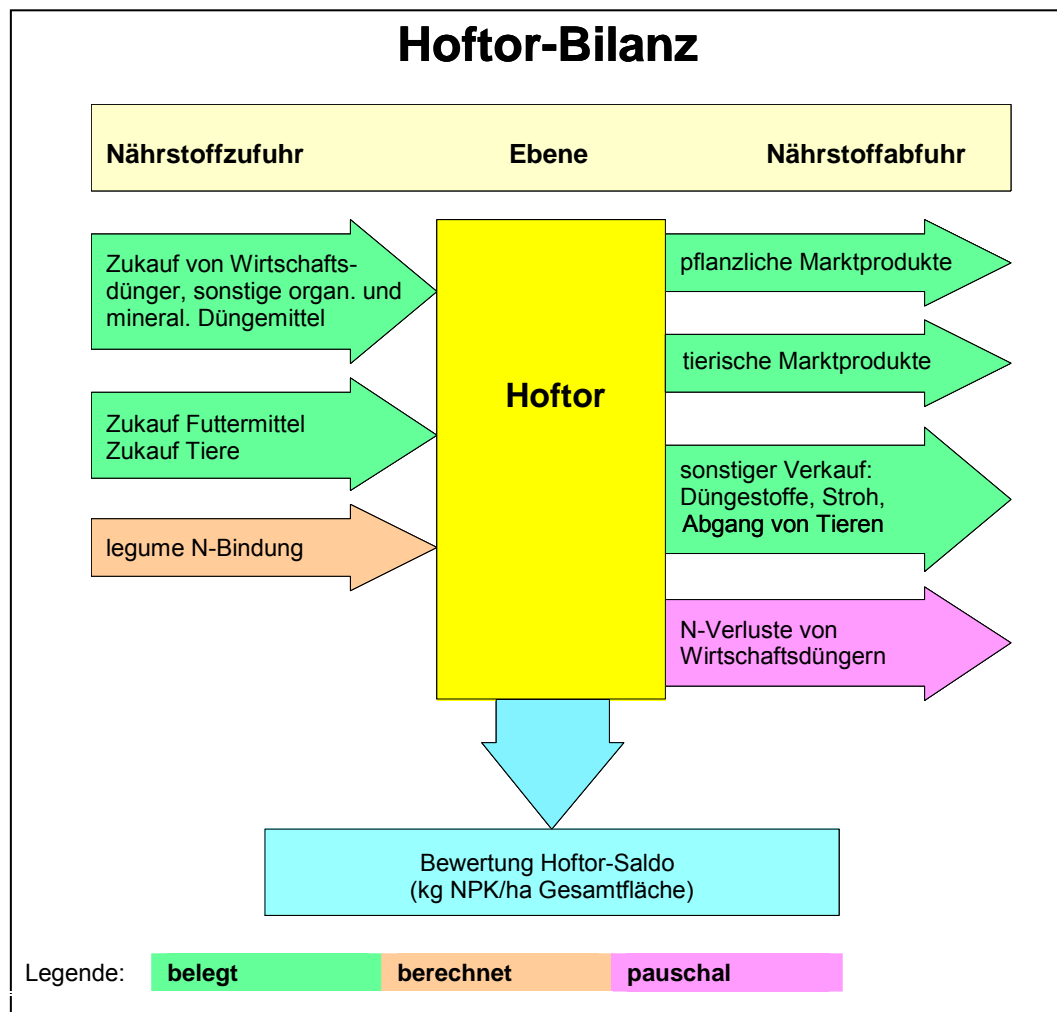 Hoftor-Bilanz
Nährstoffzufuhr Ebene Nährstoffabfuhr
Zukauf von Wirtschafts-
dünger, sonstige organ. und
mineral. Düngemittel
Zukauf Futtermittel
Zukauf Tiere
legume N-Bindung
Hoftor
pflanzliche Marktprodukte
tierische Marktprodukte
sonstiger Verkauf:
Düngestoffe, Stroh,
Abgang von Tieren
N-Verluste von
Wirtschaftsdüngern
Bewertung Hoftor-Saldo
(kg NPK/ha Gesamtfläche)
Legende: belegt berechnet pauschal